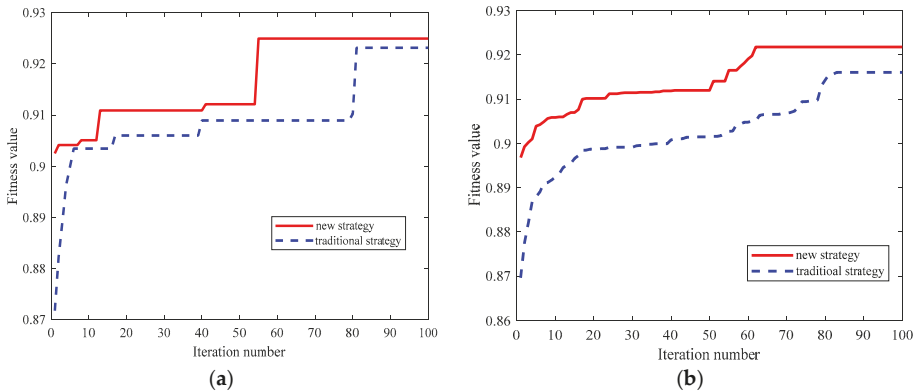 0.93
0.92
0.91
0.9
0.89
0.88
0.87
Fitness value
0 10 20 30 40 50 60 70 80 90 100
Iteration number
new strategy
traditional strategy
(a)
0.93
0.92
0.91
0.9
0.89
0.88
0.87
0.86
Fitness value
0 10 20 30 40 50 60 70 80 90 100
Iteration number
new strategy
traditioal strategy
(b)